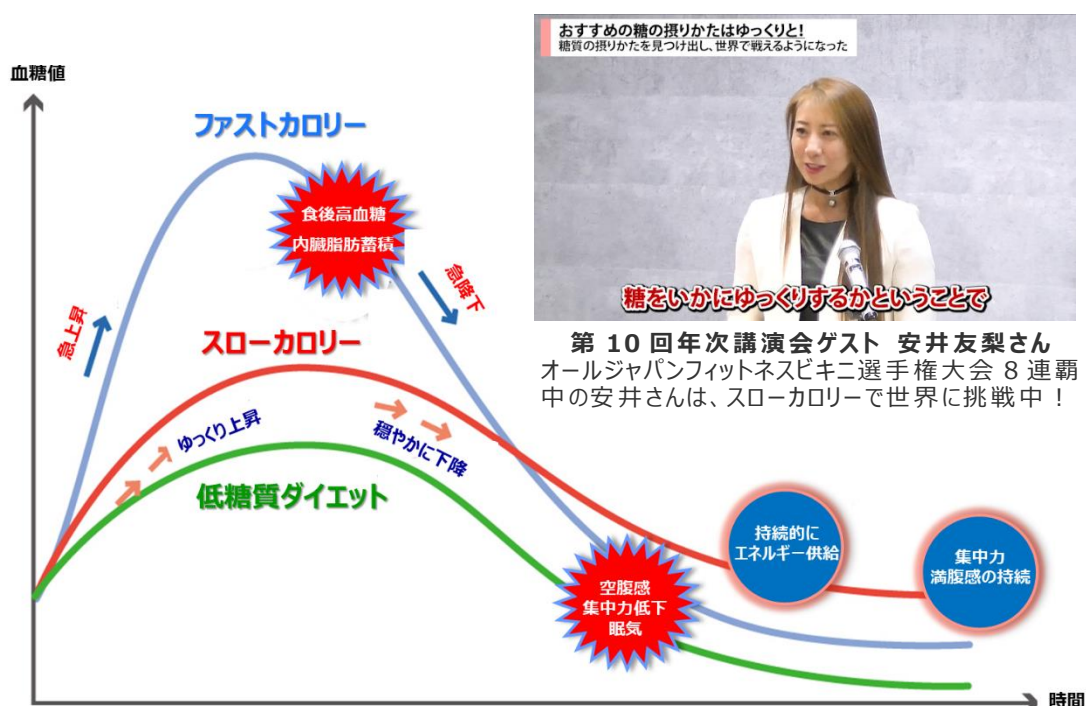 おすすめの糖の摂りかたはゆっくりと!
糖質の摂りかたを見つけ出し、世界で戦えるようになった
糖をいかにゆっくりするかということで
第 10 回年次講演会ゲスト 安井友梨さん
オールジャパンフィットネスビキニ選手権大会 8 連覇
中の安井さんは、スローカロリーで世界に挑戦中!
血糖値
ファストカロリー
食後高血糖
内臓脂肪蓄積
急上昇
急降下
スローカロリー
ゆっくり上昇
穏やかに下降
低糖質ダイエット
持続的に
エネルギー供給
集中力
満腹感の持続
空腹感
集中力低下
眠気
時間